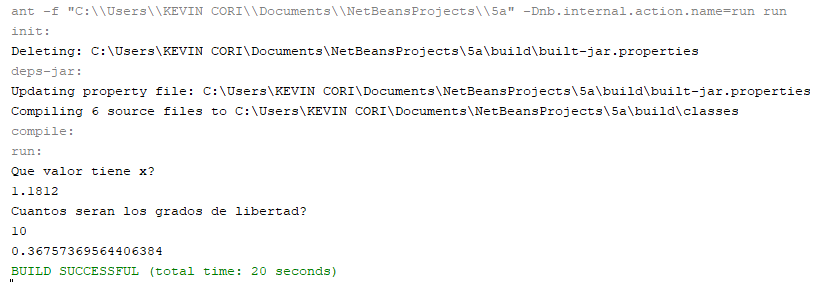 ant -f "C:\\Users\\KEVIN CORI\\Documents\\NetBeansProjects\\5a" -Dnb.internal.action.name=run run
init:
Deleting: C:\Users\KEVIN CORI\Documents\NetBeansProjects\5a\build\built-jar.properties
deps-jar:
Updating property file: C:\Users\KEVIN CORI\Documents\NetBeansProjects\5a\build\built-jar.properties
Compiling 6 source files to C:\Users\KEVIN CORI\Documents\NetBeansProjects\5a\build\classes
compile:
run:
Que valor tiene x?
1.1812
Cuantos seran los grados de libertad?
10
0.36757369564406384
BUILD SUCCESSFUL (total time: 20 seconds)